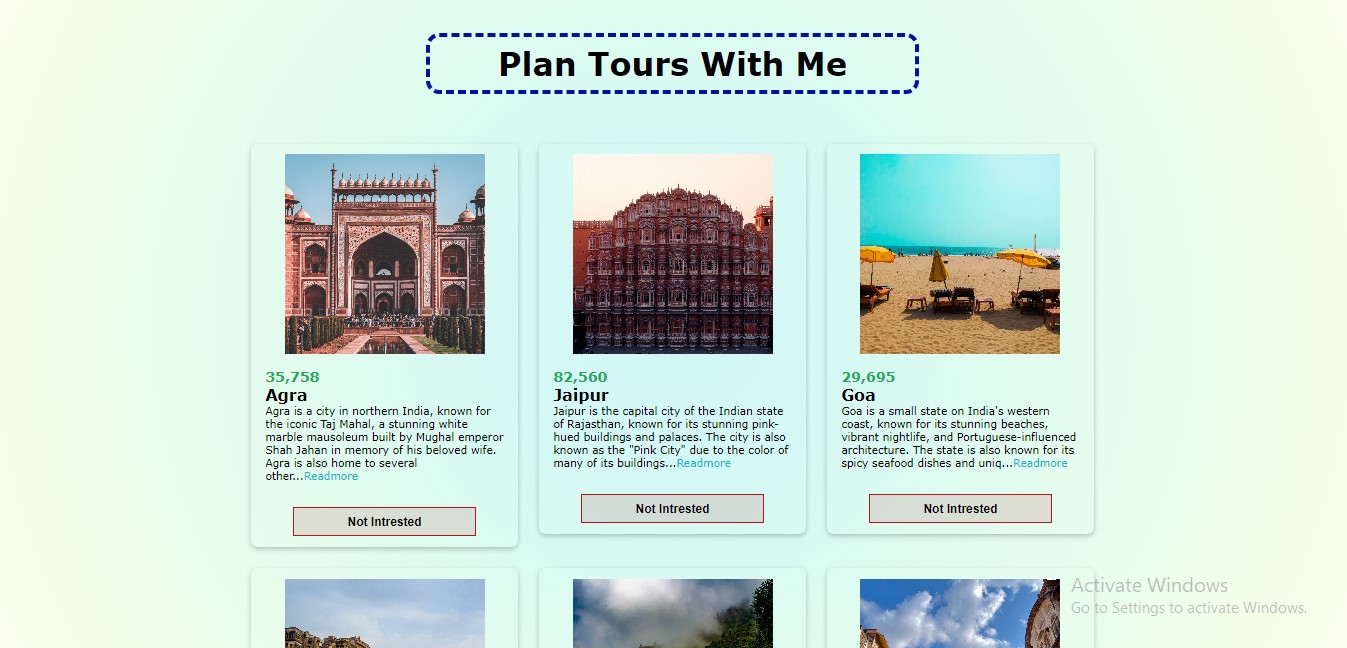 Plan Tours With Me
35,758
Agra
Agra is a city in northern India, known for
the iconic Taj Mahal, a stunning white
marble mausoleum built by Mughal emperor
Shah Jahan in memory of his beloved wife.
Agra is also home to several
other...Readmore
Not Intrested
82,560
Jaipur
Jaipur is the capital city of the Indian state
of Rajasthan, known for its stunning pink-
hued buildings and palaces. The city is also
known as the "Pink City" due to the color of
many of its buildings...Readmore
Not Intrested
29,695
Goa
Goa is a small state on India's western
coast, known for its stunning beaches,
vibrant nightlife, and Portuguese-influenced
architecture. The state is also known for its
spicy seafood dishes and uniq...Readmore
Not Intrested
Activate Windows
Go to Settings to activate Windows.